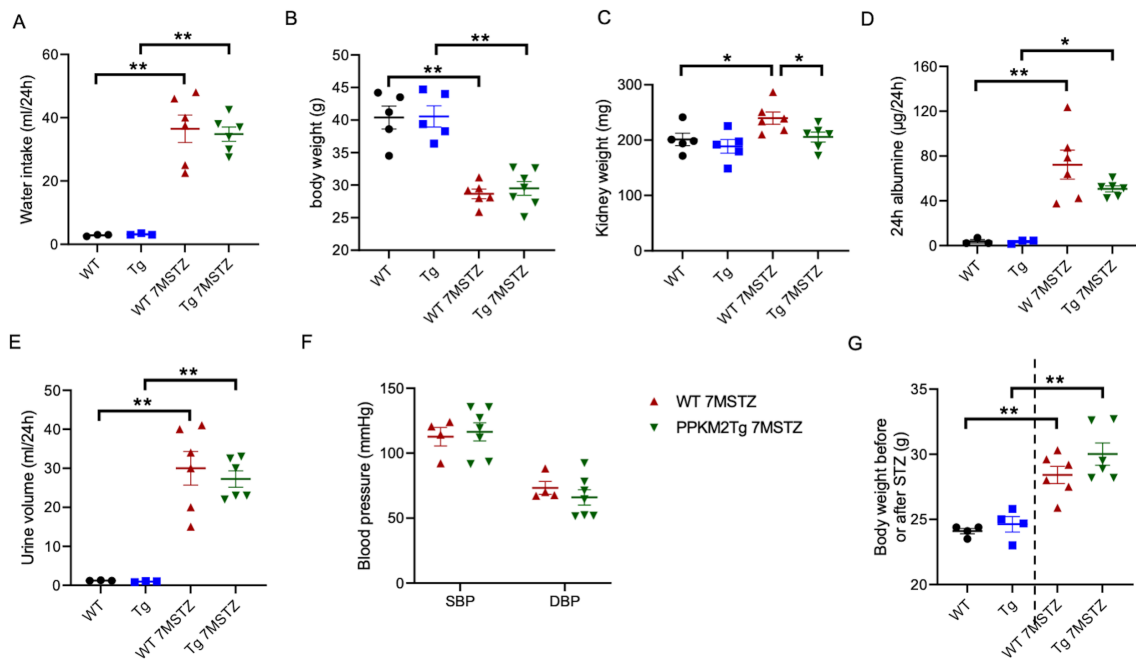 A
Water intake (ml/24h)
60
40
20
0
**
**
WT
Tg
WT 7MSTZ
Tg 7MSTZ
B
body weight (g)
45
40
35
30
25
20
**
**
WT
Tg
WT 7MSTZ
Tg 7MSTZ
C
Kidney weight (mg)
300
200
100
0
*
*
WT
Tg
WT 7MSTZ
Tg 7MSTZ
D
24h albumine (µg/24h)
160
120
80
40
0
*
**
WT
Tg
W 7MSTZ
Tg 7MSTZ
E
Urine volume (ml/24h)
50
40
30
20
10
0
**
**
WT
Tg
WT 7MSTZ
Tg 7MSTZ
F
Blood pressure (mmHg)
150
100
50
0
SBP
DBP
WT 7MSTZ
PPKM2Tg 7MSTZ
G
Body weight before
or after STZ (g)
35
30
25
20
**
**
WT
Tg
WT 7MSTZ
Tg 7MSTZ